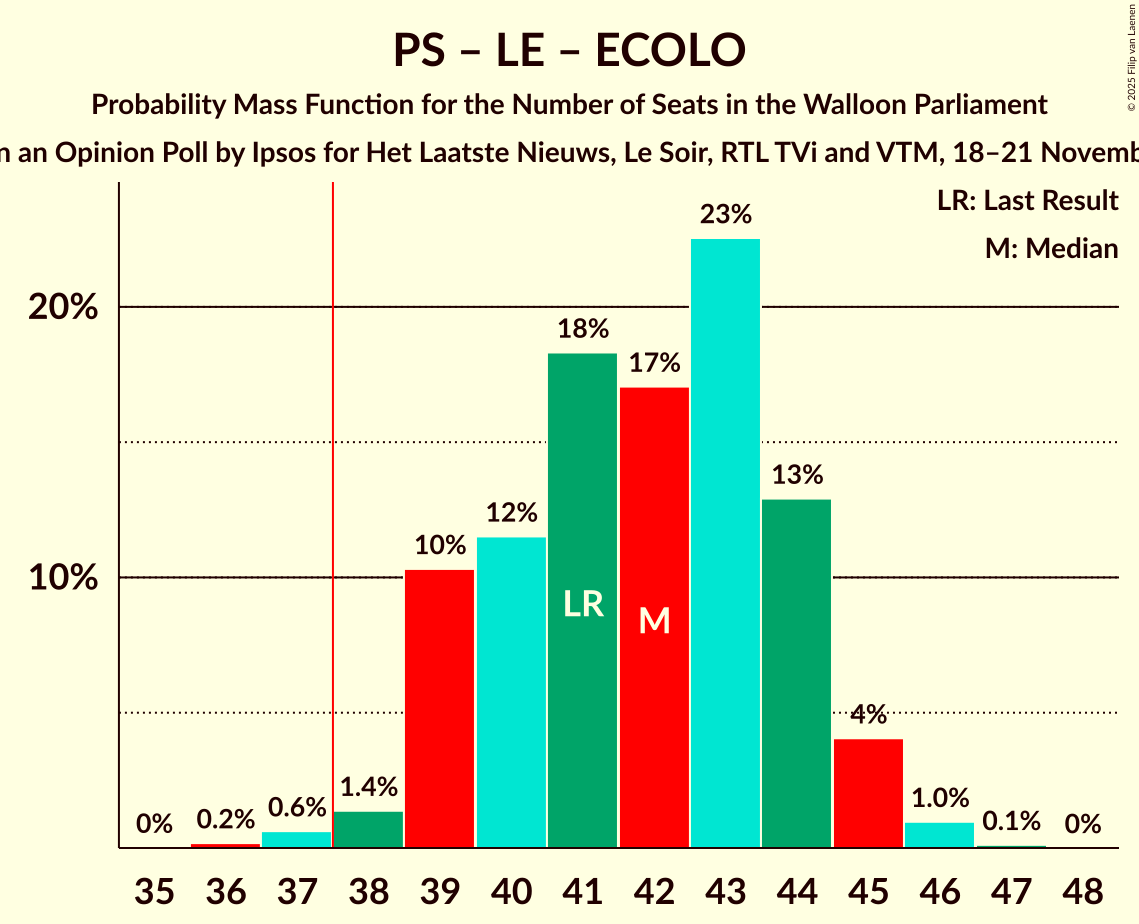 PS – LE – ECOLO
Probability Mass Function for the Number of Seats in the Walloon Parliament
an Opinion Poll by Ipsos for Het Laatste Nieuws, Le Soir, RTL TVi and VTM, 18–21
© 2025 Filip van Laenen
LR: Last Result
M: Median
23%
20%
18%
17%
13%
12%
10%
10%
LR
M
4%
1.4%
1.0%
0.6%
0.2%
0.1%
0%
0%
35 36 37 38 39 40 41 42 43 44 45 46 47 48